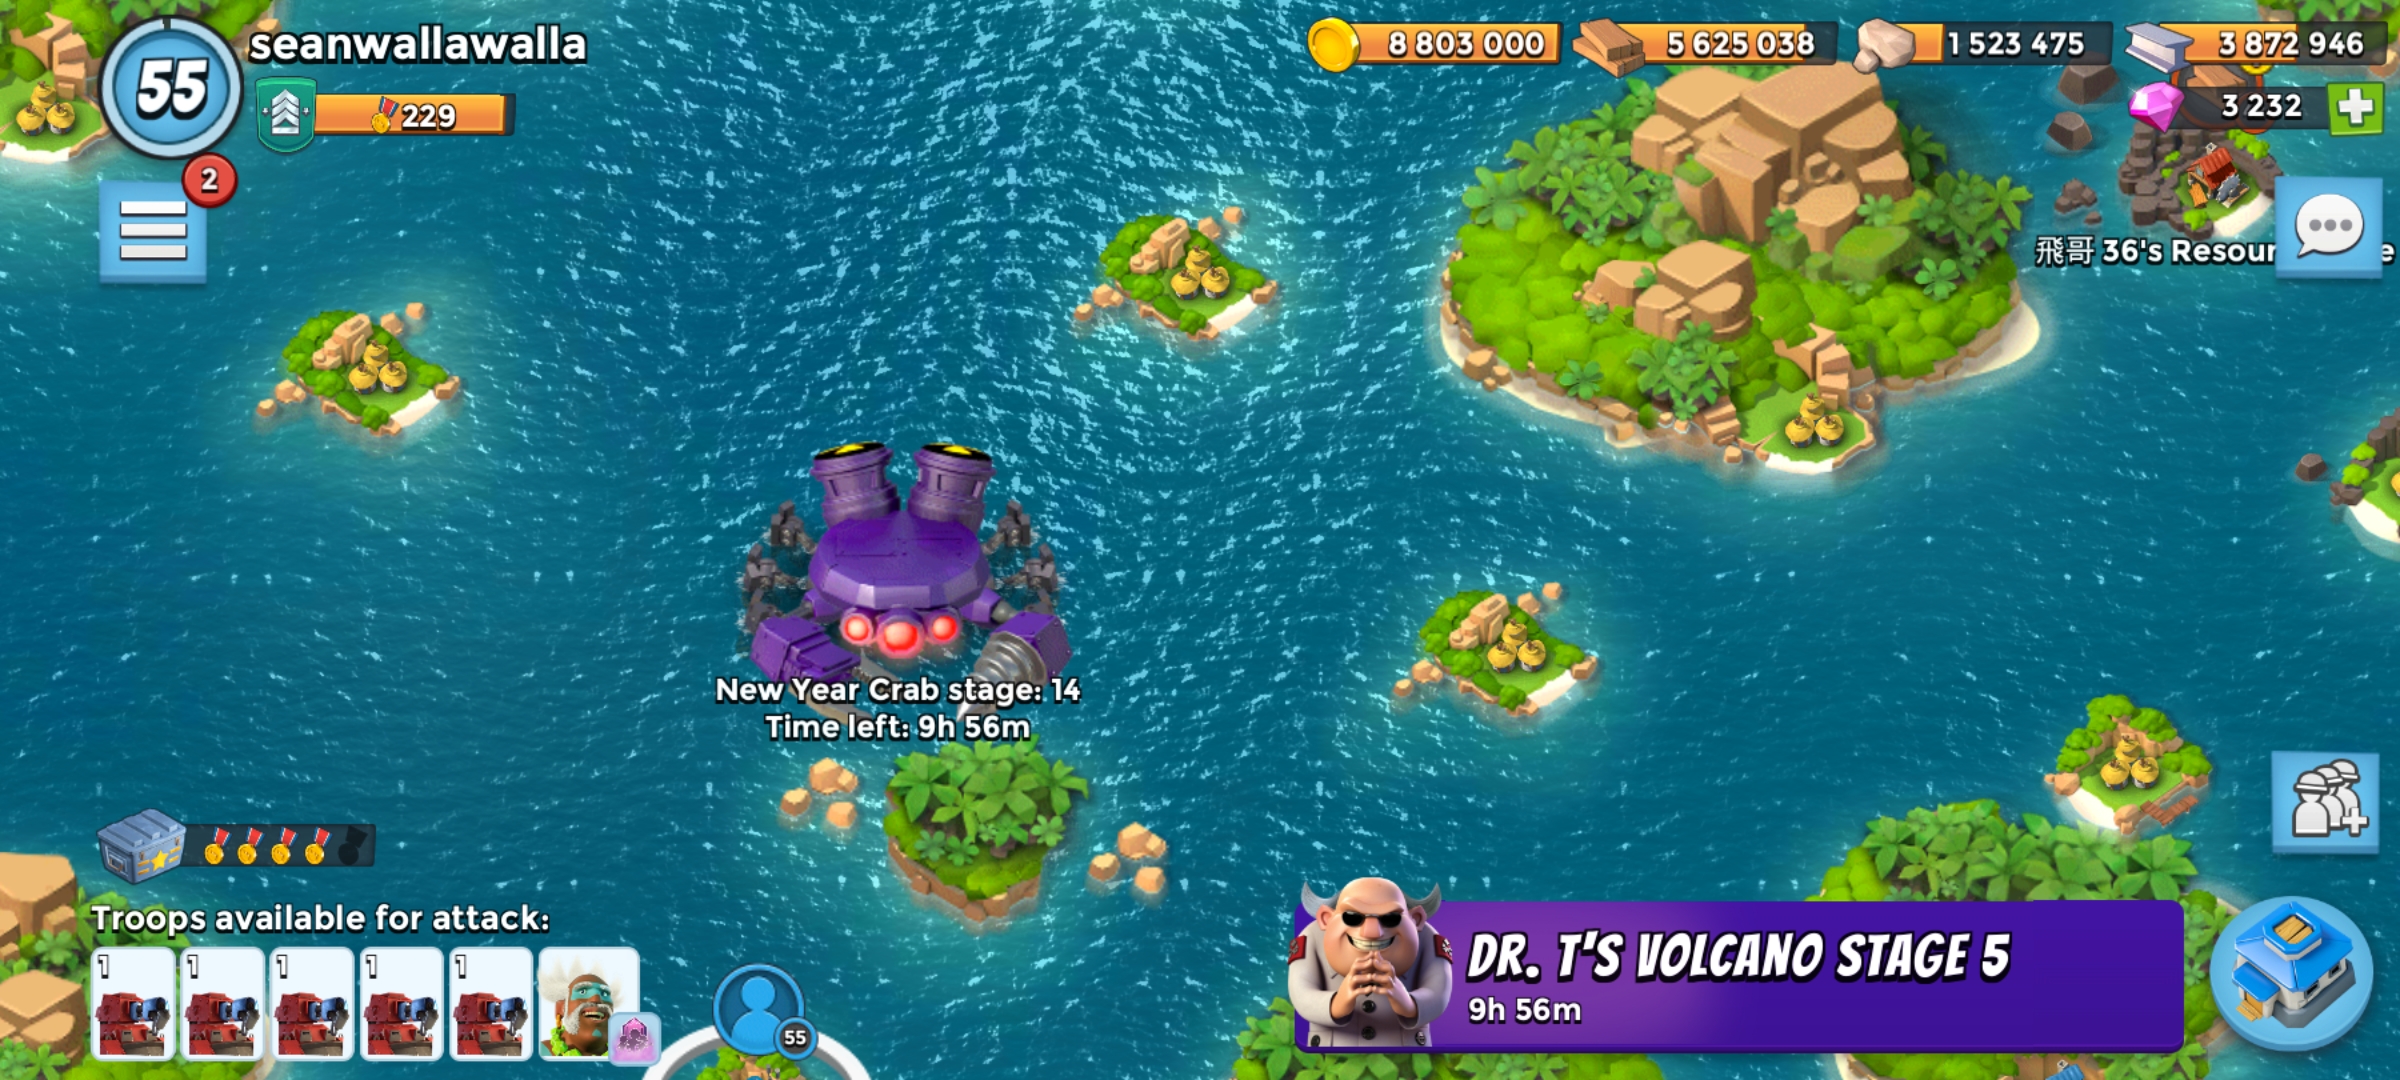 55
seanwallawalla
229
2
8 803 000
5 625 038
1 523 475
3 872 946
3 232
飛哥 36's Resour
New Year Crab stage: 14
Time left: 9h 56m
Troops available for attack:
1
1
1
1
1
55
DR. T'S VOLCANO STAGE 5
9h 56m